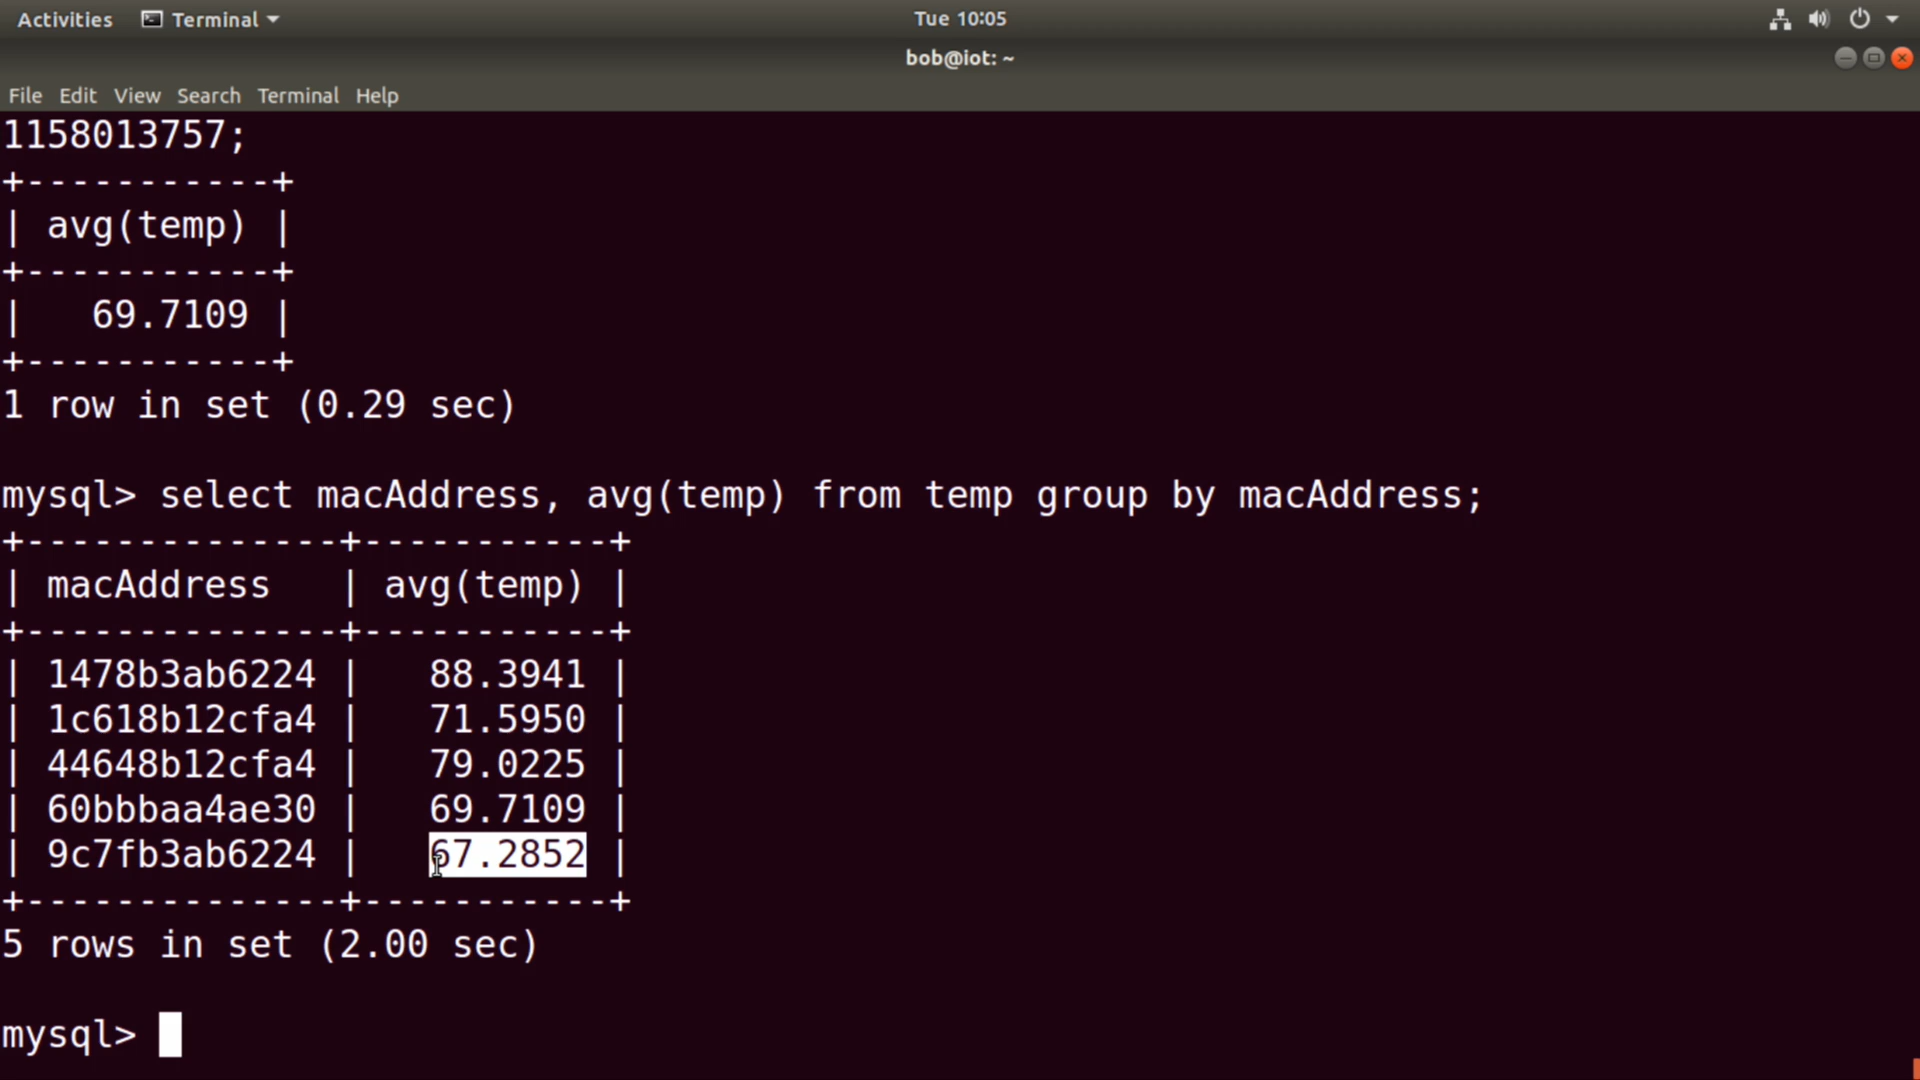 Activities Terminal Tue 10:05
bob@iot: ~
File Edit View Search Terminal Help
1158013757;
+-----------+
| avg(temp) |
+-----------+
|   69.7109 |
+-----------+
1 row in set (0.29 sec)
mysql> select macAddress, avg(temp) from temp group by macAddress;
+--------------+-----------+
| macAddress   | avg(temp) |
+--------------+-----------+
| 1478b3ab6224 |   88.3941 |
| 1c618b12cfa4 |   71.5950 |
| 44648b12cfa4 |   79.0225 |
| 60bbbaa4ae30 |   69.7109 |
| 9c7fb3ab6224 |   67.2852 |
+--------------+-----------+
5 rows in set (2.00 sec)
mysql>